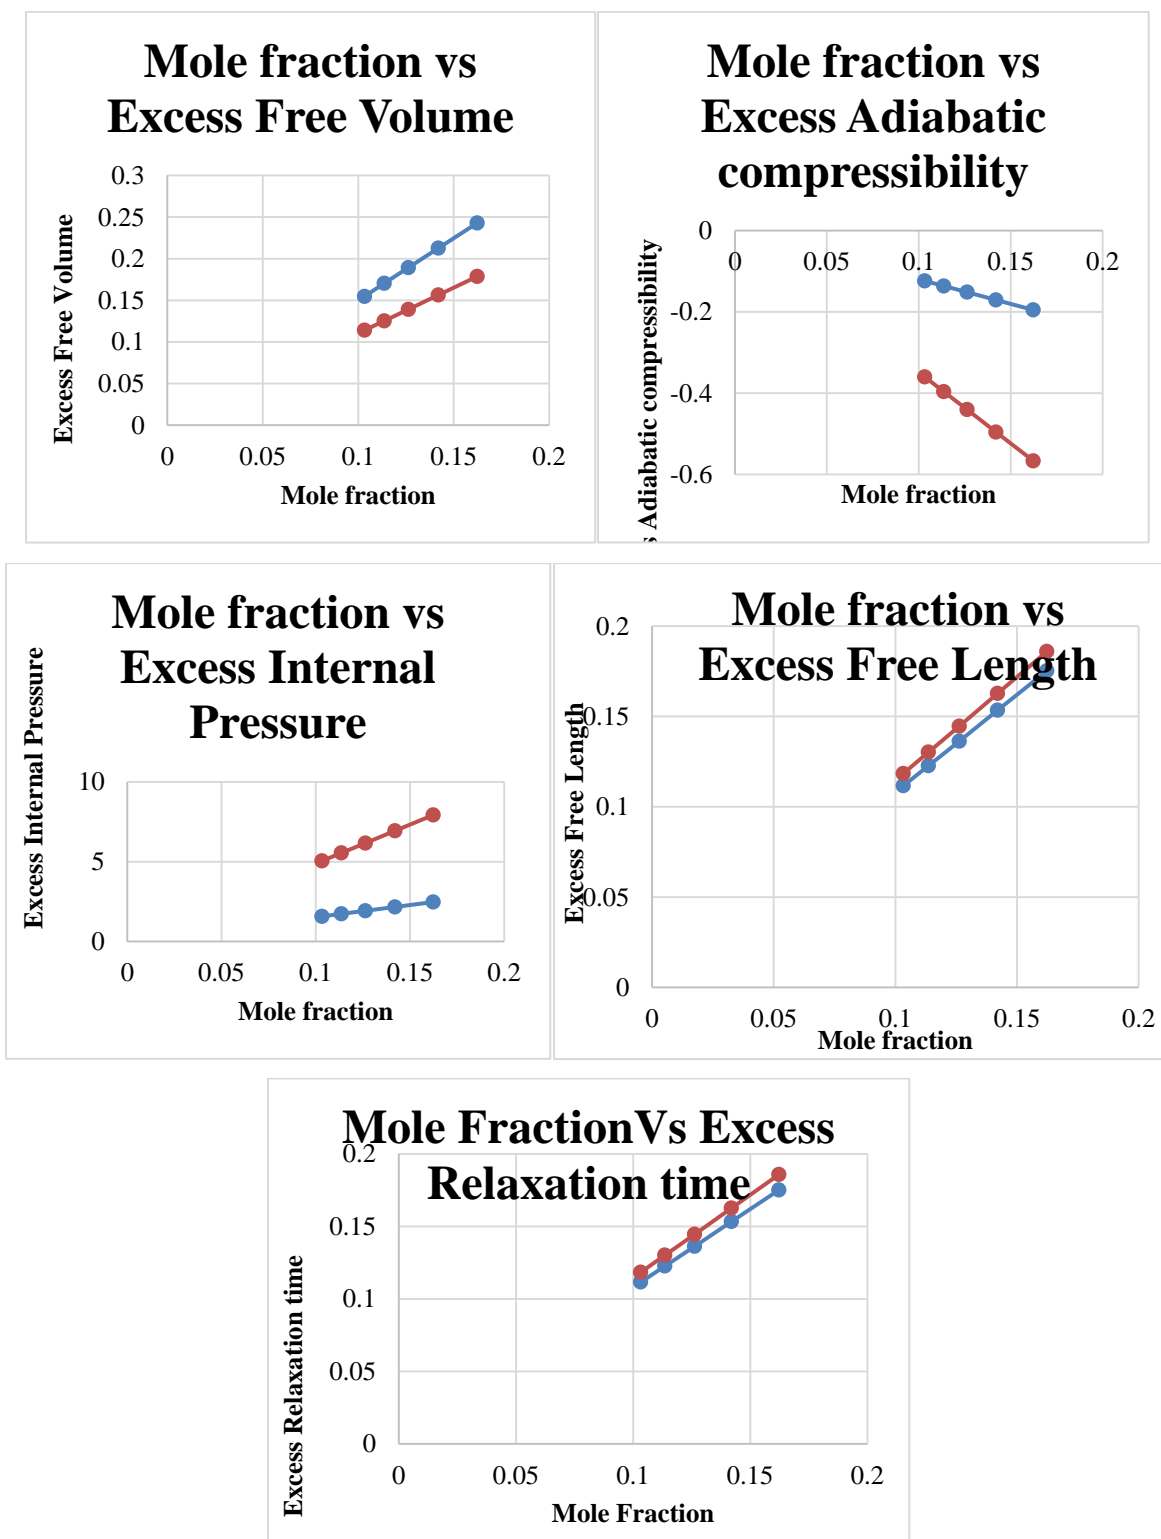 Mole fraction vs
Excess Free Volume
Excess Free Volume
0.3
0.25
0.2
0.15
0.1
0.05
0
0 0.05 0.1 0.15 0.2
Mole fraction
Mole fraction vs
Excess Adiabatic
compressibility
s Adiabatic compressibility
0
0 0.05 0.1 0.15 0.2
-0.2
-0.4
-0.6
Mole fraction
Mole fraction vs
Excess Internal
Pressure
Excess Internal Pressure
10
5
0
0 0.05 0.1 0.15 0.2
Mole fraction
Mole fraction vs
Excess Free Length
Excess Free Length
0.2
0.15
0.1
0.05
0
0 0.05 0.1 0.15 0.2
Mole fraction
Mole FractionVs Excess
Relaxation time
Excess Relaxation time
0.2
0.15
0.1
0.05
0
0 0.05 0.1 0.15 0.2
Mole Fraction